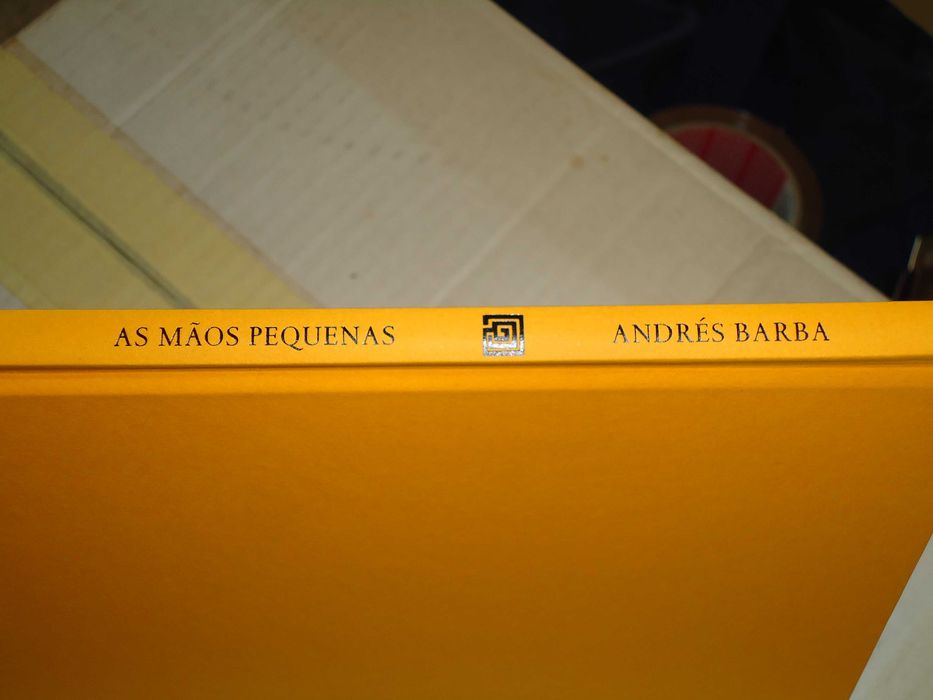 AS MÃOS PEQUENAS ANDRÉS BARBA